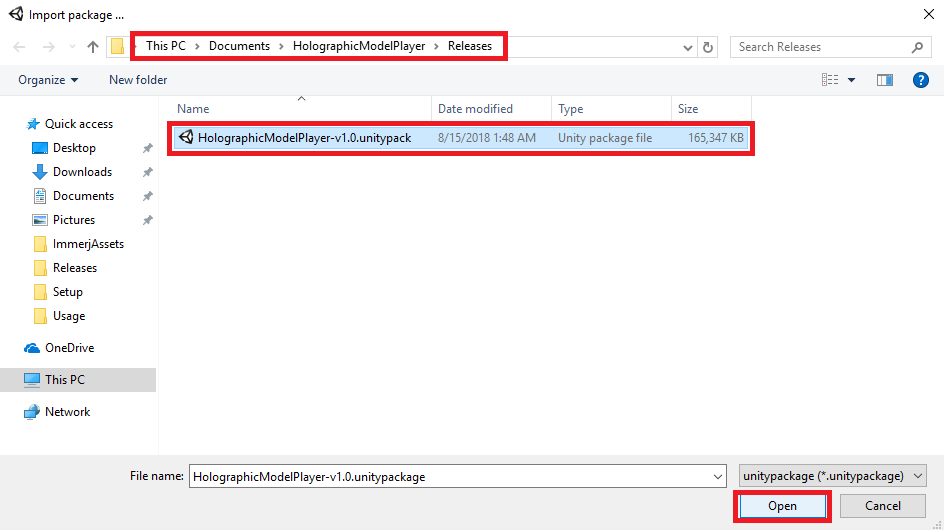 Import package ...
This PC > Documents > HolographicModelPlayer > Releases
Search Releases
Organize
New folder
?
Name
Date modified
Type
Size
HolographicModelPlayer-v1.0.unitypack
8/15/2018 1:48 AM
Unity package file
165,347 KB
Quick access
Desktop
Downloads
Documents
Pictures
ImmerjAssets
Releases
Setup
Usage
OneDrive
This PC
Network
File name:
HolographicModelPlayer-v1.0.unitypackage
unitypackage (*.unitypackage)
Open
Cancel